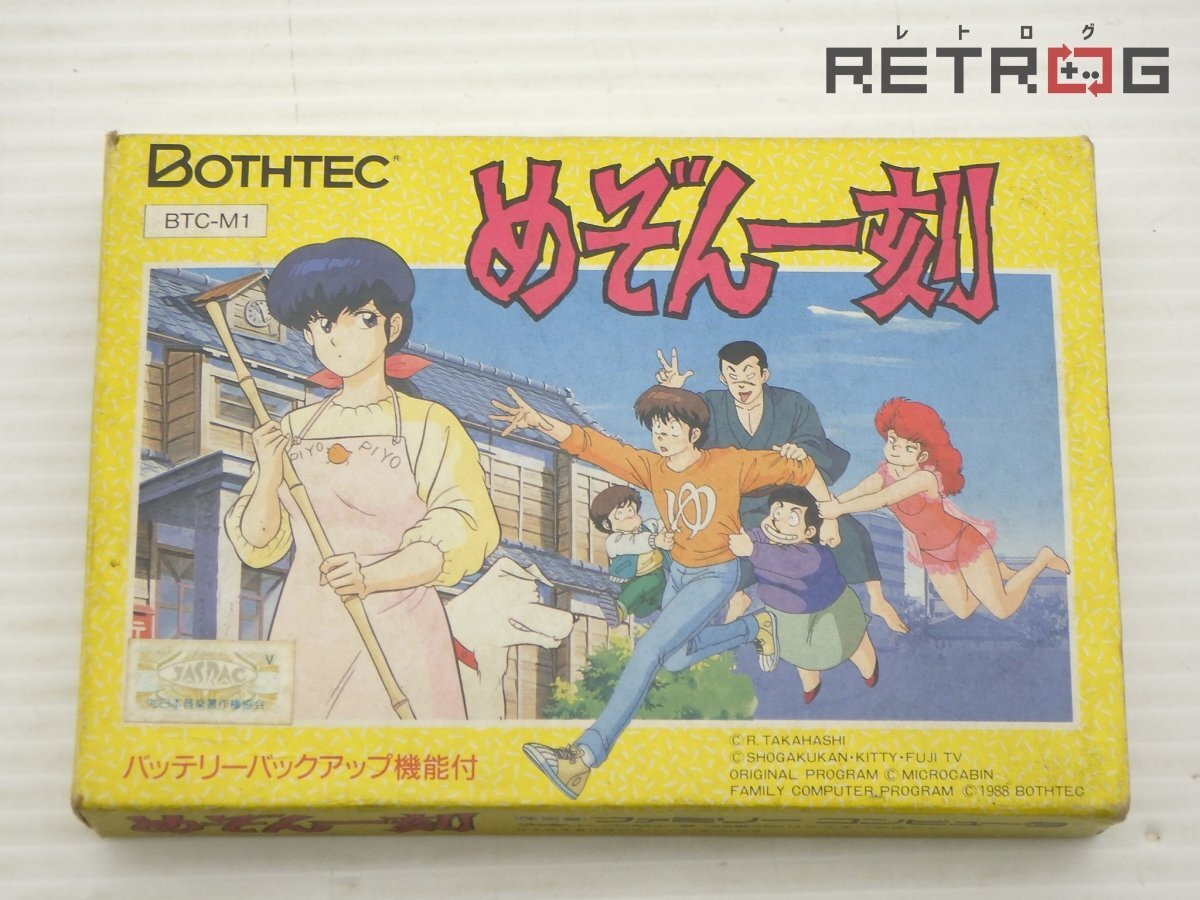 レトログ
RETROG
BOTHTEC®
BTC-M1
めぞん一刻
PIYO PIYO
ゆ
JASRAC
V
バッテリーバックアップ機能付
© R. TAKAHASHI
© SHOGAKUKAN・KITTY・FUJI TV
ORIGINAL PROGRAM © MICROCABIN
FAMILY COMPUTER PROGRAM © 1988 BOTHTEC
めぞん一刻
ファミリー コンピュータ